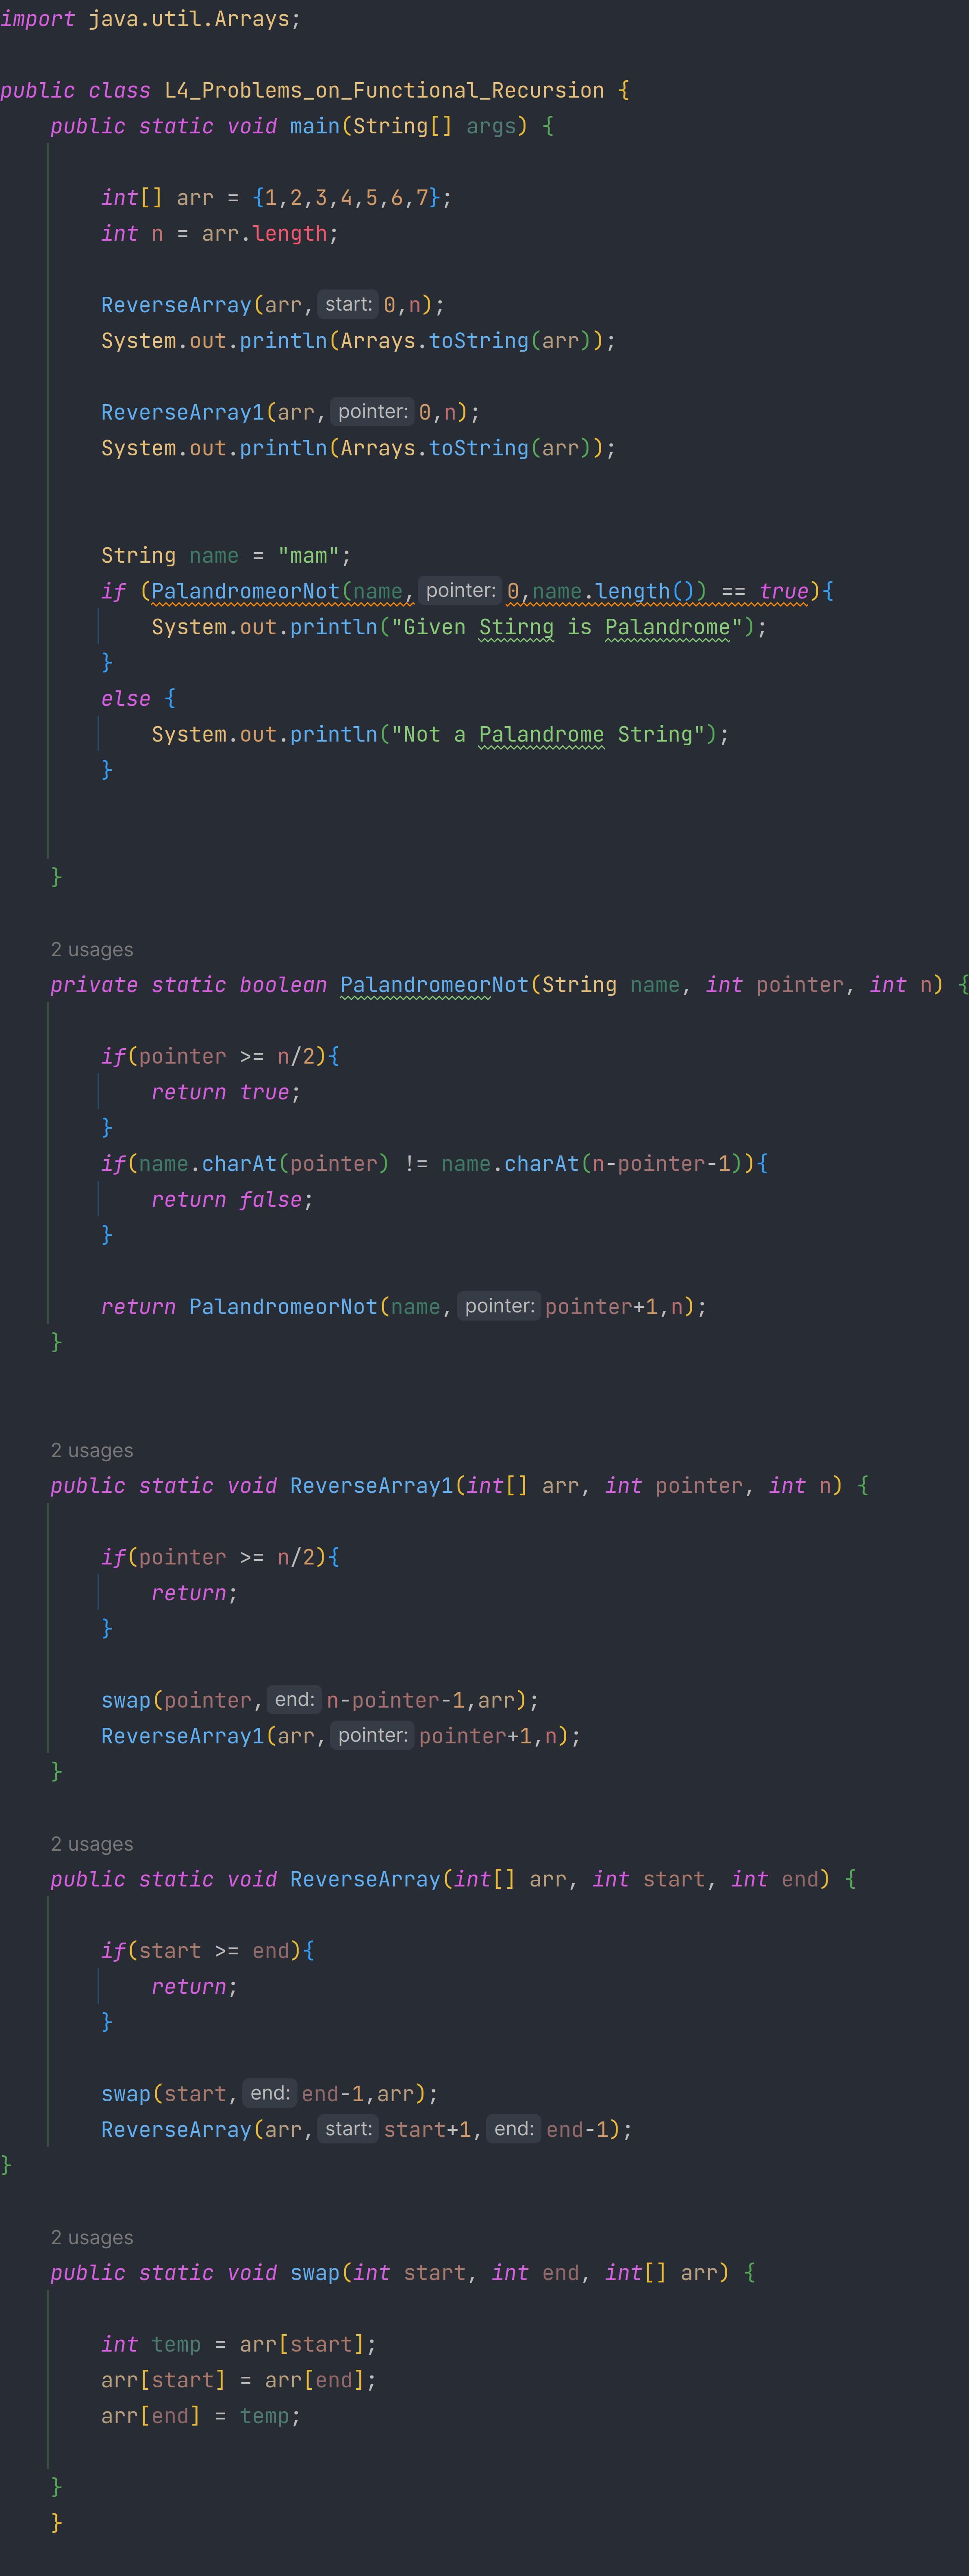 import java.util.Arrays;
public class L4_Problems_on_Functional_Recursion {
public static void main(String[] args) {
int[] arr = {1,2,3,4,5,6,7};
int n = arr.length;
ReverseArray(arr, start: 0,n);
System.out.println(Arrays.toString(arr));
ReverseArray1(arr, pointer: 0,n);
System.out.println(Arrays.toString(arr));
String name = "mam";
if (PalandromeorNot(name, pointer: 0,name.length()) == true){
System.out.println("Given Stirng is Palandrome");
}
else {
System.out.println("Not a Palandrome String");
}
}
2 usages
private static boolean PalandromeorNot(String name, int pointer, int n) {
if(pointer >= n/2){
return true;
}
if(name.charAt(pointer) != name.charAt(n-pointer-1)){
return false;
}
return PalandromeorNot(name, pointer: pointer+1,n);
}
2 usages
public static void ReverseArray1(int[] arr, int pointer, int n) {
if(pointer >= n/2){
return;
}
swap(pointer, end: n-pointer-1,arr);
ReverseArray1(arr, pointer: pointer+1,n);
}
2 usages
public static void ReverseArray(int[] arr, int start, int end) {
if(start >= end){
return;
}
swap(start, end: end-1,arr);
ReverseArray(arr, start: start+1, end: end-1);
}
2 usages
public static void swap(int start, int end, int[] arr) {
int temp = arr[start];
arr[start] = arr[end];
arr[end] = temp;
}
}